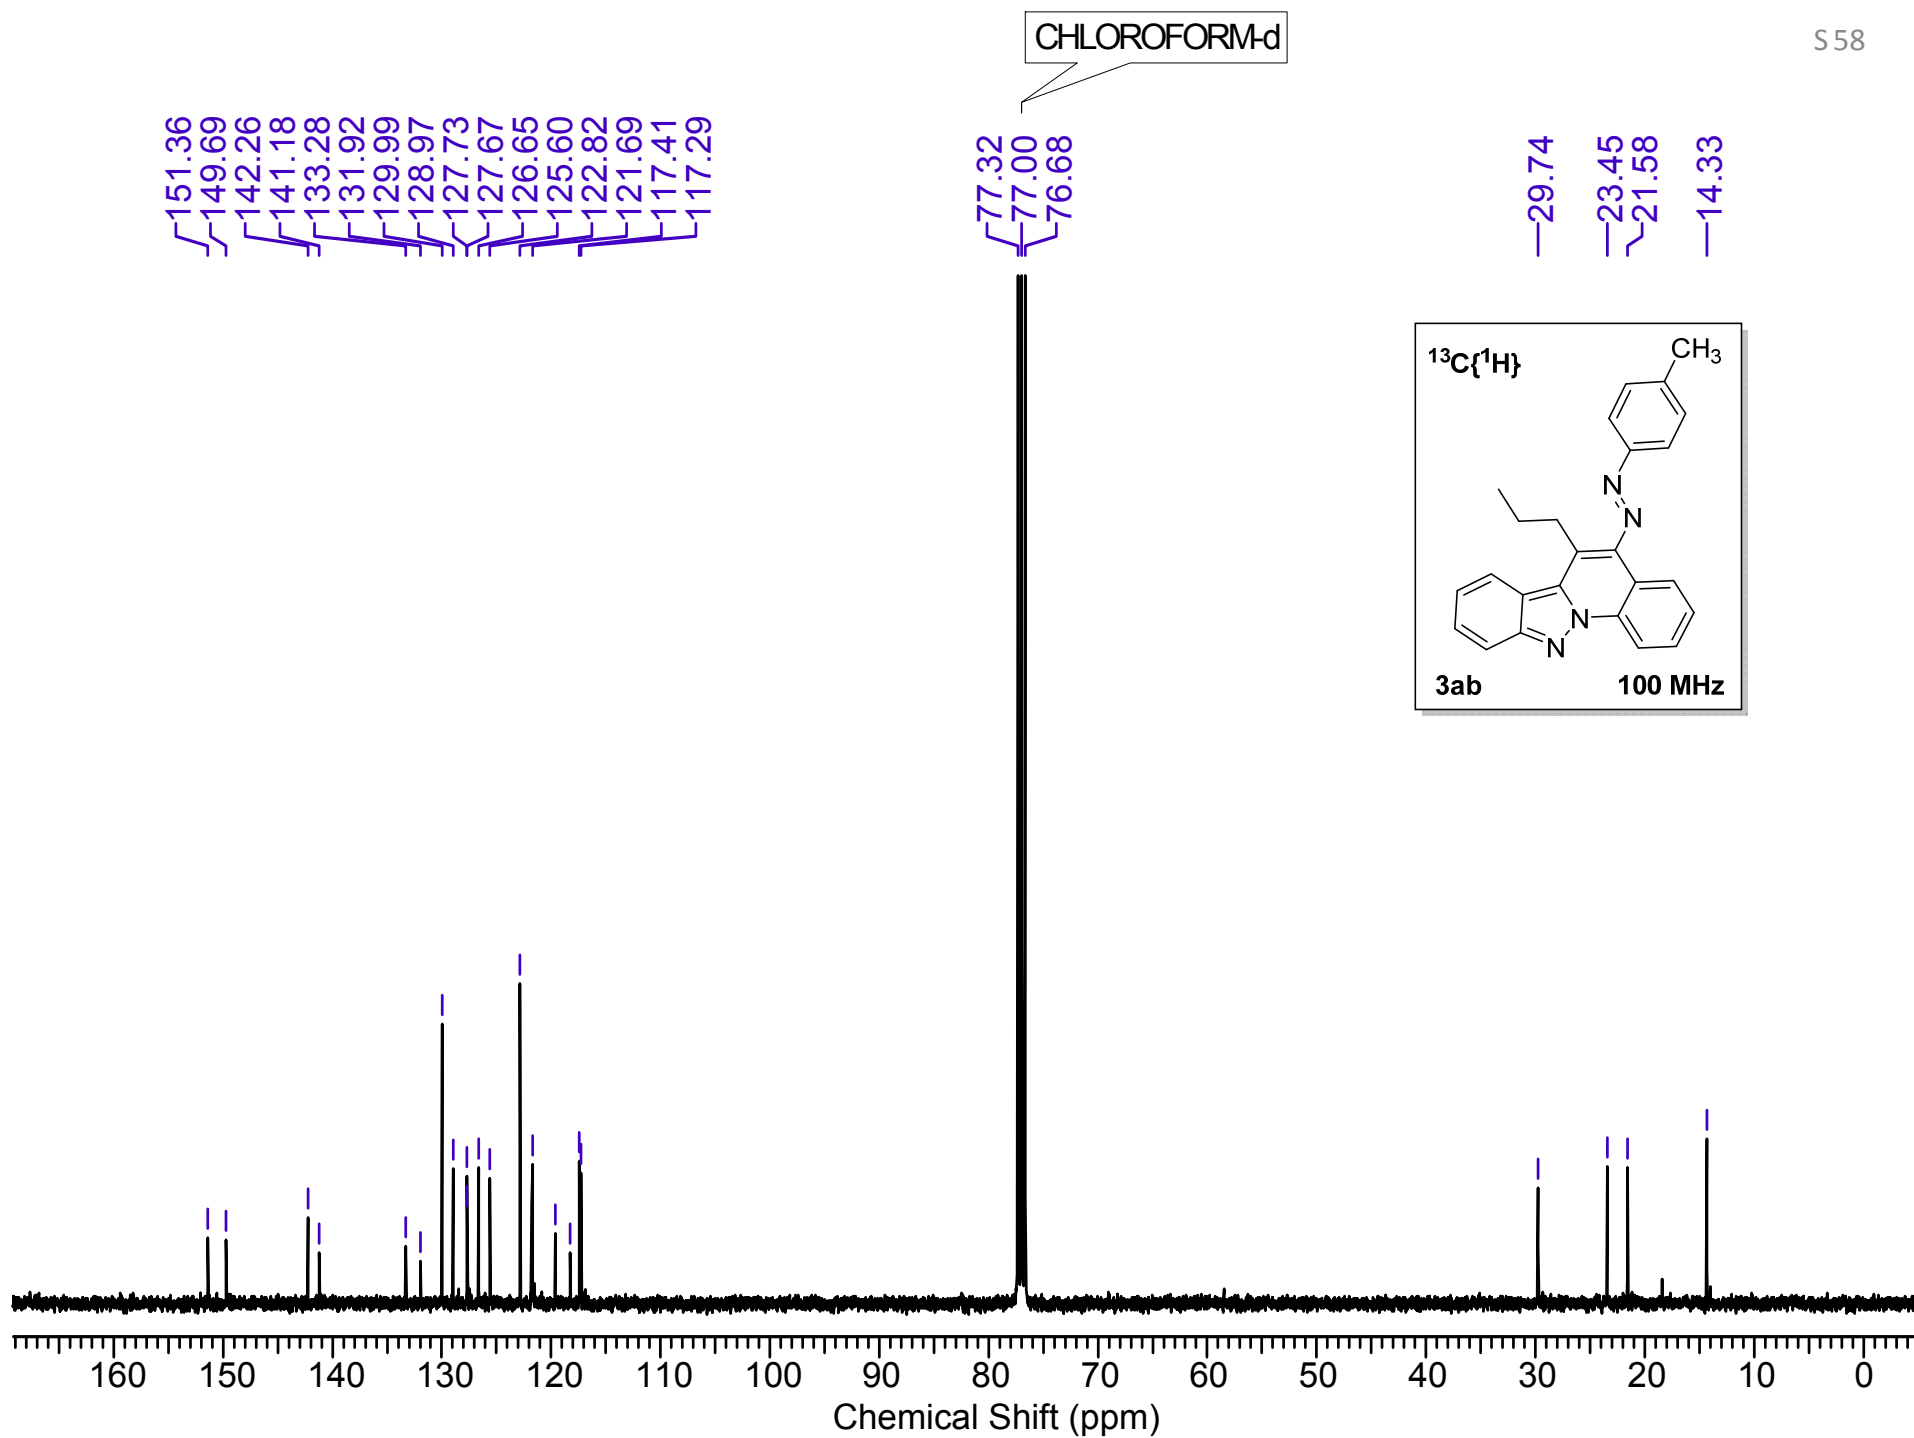 CHLOROFORM-d
S58
151.36
149.69
142.26
141.18
133.28
131.92
129.99
128.97
127.73
127.67
126.65
125.60
122.82
121.69
117.41
117.29
77.32
77.00
76.68
29.74
23.45
21.58
14.33
¹³C{¹H}
CH₃
N
N
N
N
3ab 100 MHz
160 150 140 130 120 110 100 90 80 70 60 50 40 30 20 10 0
Chemical Shift (ppm)